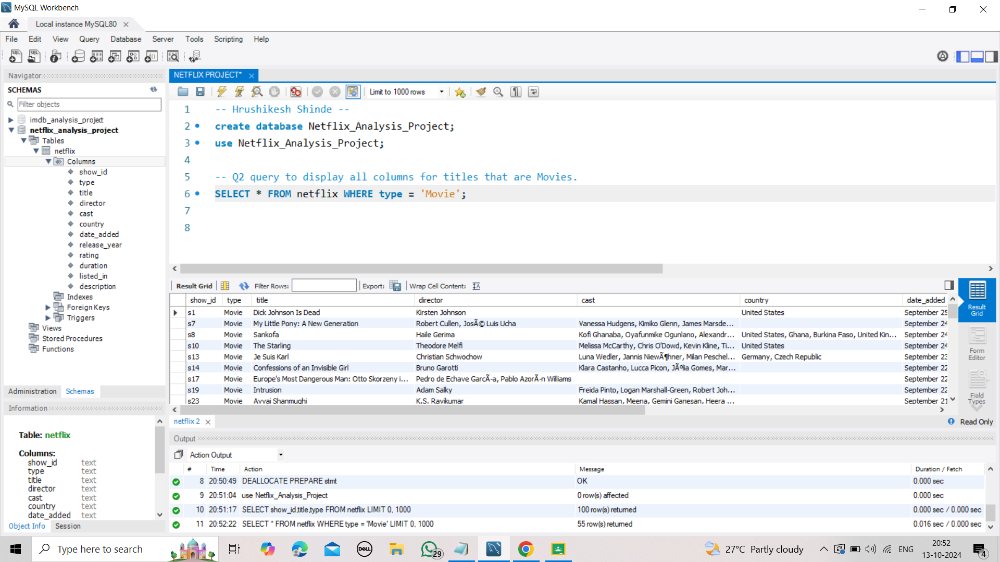 MySQL Workbench
Local instance MySQL80
File Edit View Query Database Server Tools Scripting Help
Navigator
SCHEMAS
Filter objects
imdb_analysis_project
netflix_analysis_project
Tables
netflix
Columns
show_id
type
title
director
cast
country
date_added
release_year
rating
duration
listed_in
description
Indexes
Foreign Keys
Triggers
Views
Stored Procedures
Functions
Administration Schemas
Information
Table: netflix
Columns:
show_id text
type text
title text
director text
cast text
country text
date_added text
Object Info Session
NETFLIX PROJECT*
Limit to 1000 rows
1 -- Hrushikesh Shinde --
2 create database Netflix_Analysis_Project;
3 use Netflix_Analysis_Project;
4
5 -- Q2 query to display all columns for titles that are Movies.
6 SELECT * FROM netflix WHERE type = 'Movie';
7
8
Result Grid Filter Rows: Export: Wrap Cell Content:
show_id type title director cast country date_added
s1 Movie Dick Johnson Is Dead Kirsten Johnson United States September 25
s7 Movie My Little Pony: A New Generation Robert Cullen, JosÃ© Luis Ucha Vanessa Hudgens, Kimiko Glenn, James Marsde... September 24
s8 Movie Sankofa Haile Gerima Kofi Ghanaba, Oyafunmike Ogunlano, Alexandr... United States, Ghana, Burkina Faso, United Kin... September 24
s10 Movie The Starling Theodore Melfi Melissa McCarthy, Chris O'Dowd, Kevin Kline, Ti... United States September 24
s13 Movie Je Suis Karl Christian Schwochow Luna Wedler, Jannis NiewÃ¶hner, Milan Peschel... Germany, Czech Republic September 23
s14 Movie Confessions of an Invisible Girl Bruno Garotti Klara Castanho, Lucca Picon, JÃºlia Gomes, Mar... September 22
s17 Movie Europe's Most Dangerous Man: Otto Skorzeny i... Pedro de Echave GarcÃ-a, Pablo AzorÃ-n Williams September 22
s19 Movie Intrusion Adam Salky Freida Pinto, Logan Marshall-Green, Robert Joh... September 22
s23 Movie Avvai Shanmughi K.S. Ravikumar Kamal Hassan, Meena, Gemini Ganesan, Heera ... September 21
Result Grid
Form Editor
Field Types
netflix 2
Read Only
Output
Action Output
# Time Action Message Duration / Fetch
8 20:50:49 DEALLOCATE PREPARE stmt OK 0.000 sec
9 20:51:04 use Netflix_Analysis_Project 0 row(s) affected 0.000 sec
10 20:51:17 SELECT show_id,title,type FROM netflix LIMIT 0, 1000 100 row(s) returned 0.000 sec / 0.000 sec
11 20:52:22 SELECT * FROM netflix WHERE type = 'Movie' LIMIT 0, 1000 55 row(s) returned 0.016 sec / 0.000 sec
Type here to search
DELL
29
27°C Partly cloudy
ENG
20:52
13-10-2024
4